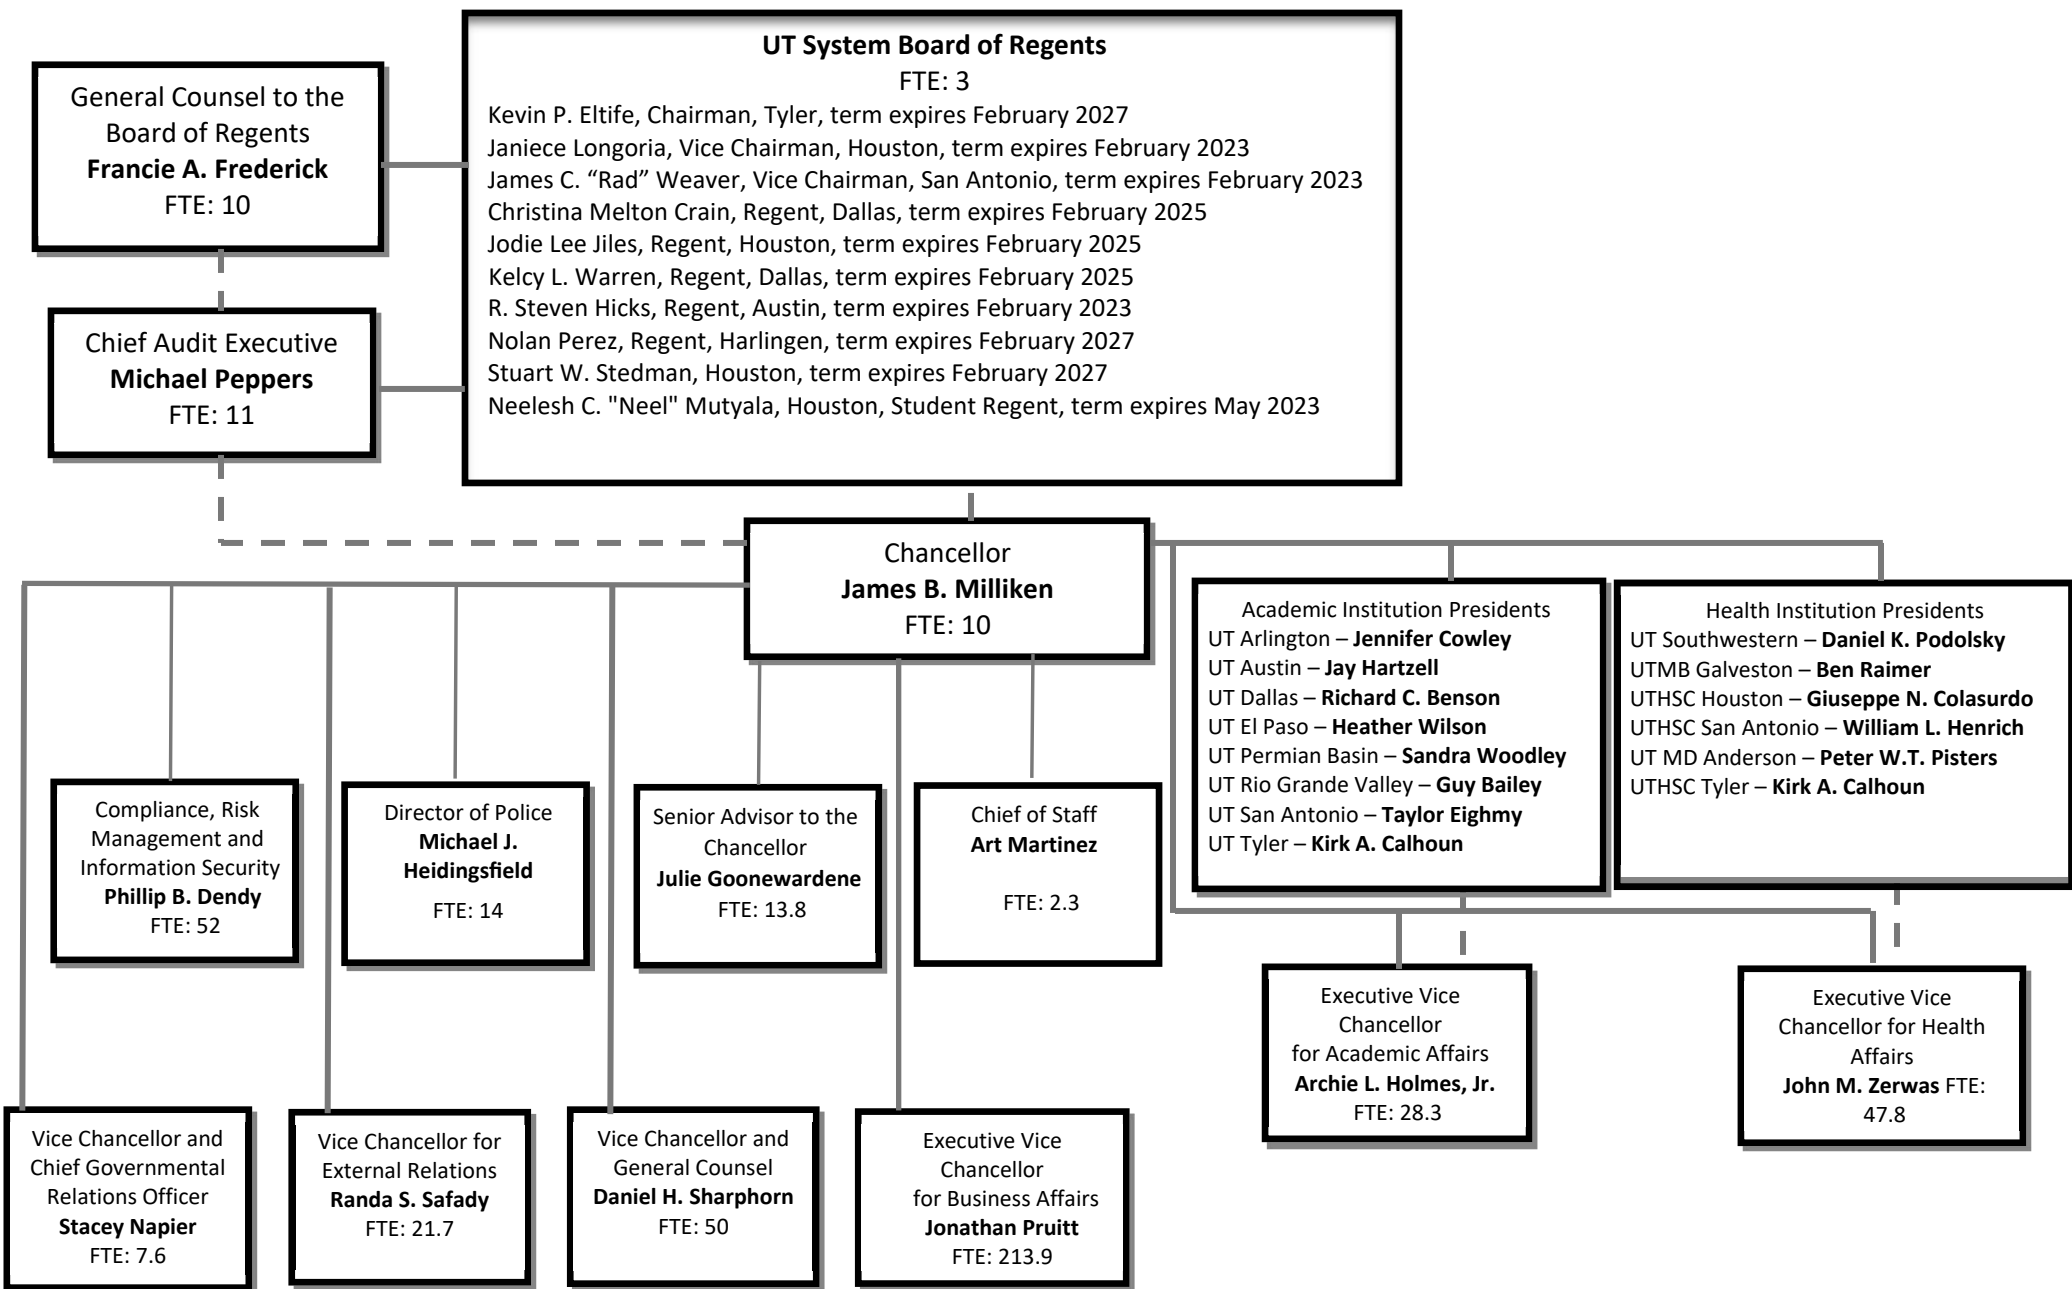 UT System Board of Regents
FTE: 3
Kevin P. Eltife, Chairman, Tyler, term expires February 2027
Janiece Longoria, Vice Chairman, Houston, term expires February 2023
James C. “Rad” Weaver, Vice Chairman, San Antonio, term expires February 2023
Christina Melton Crain, Regent, Dallas, term expires February 2025
Jodie Lee Jiles, Regent, Houston, term expires February 2025
Kelcy L. Warren, Regent, Dallas, term expires February 2025
R. Steven Hicks, Regent, Austin, term expires February 2023
Nolan Perez, Regent, Harlingen, term expires February 2027
Stuart W. Stedman, Houston, term expires February 2027
Neelesh C. "Neel" Mutyala, Houston, Student Regent, term expires May 2023
General Counsel to the
Board of Regents
Francie A. Frederick
FTE: 10
Chief Audit Executive
Michael Peppers
FTE: 11
Chancellor
James B. Milliken
FTE: 10
Academic Institution Presidents
UT Arlington – Jennifer Cowley
UT Austin – Jay Hartzell
UT Dallas – Richard C. Benson
UT El Paso – Heather Wilson
UT Permian Basin – Sandra Woodley
UT Rio Grande Valley – Guy Bailey
UT San Antonio – Taylor Eighmy
UT Tyler – Kirk A. Calhoun
Health Institution Presidents
UT Southwestern – Daniel K. Podolsky
UTMB Galveston – Ben Raimer
UTHSC Houston – Giuseppe N. Colasurdo
UTHSC San Antonio – William L. Henrich
UT MD Anderson – Peter W.T. Pisters
UTHSC Tyler – Kirk A. Calhoun
Compliance, Risk
Management and
Information Security
Phillip B. Dendy
FTE: 52
Director of Police
Michael J.
Heidingsfield
FTE: 14
Senior Advisor to the
Chancellor
Julie Goonewardene
FTE: 13.8
Chief of Staff
Art Martinez
FTE: 2.3
Executive Vice
Chancellor
for Academic Affairs
Archie L. Holmes, Jr.
FTE: 28.3
Executive Vice
Chancellor for Health
Affairs
John M. Zerwas FTE:
47.8
Vice Chancellor and
Chief Governmental
Relations Officer
Stacey Napier
FTE: 7.6
Vice Chancellor for
External Relations
Randa S. Safady
FTE: 21.7
Vice Chancellor and
General Counsel
Daniel H. Sharphorn
FTE: 50
Executive Vice
Chancellor
for Business Affairs
Jonathan Pruitt
FTE: 213.9